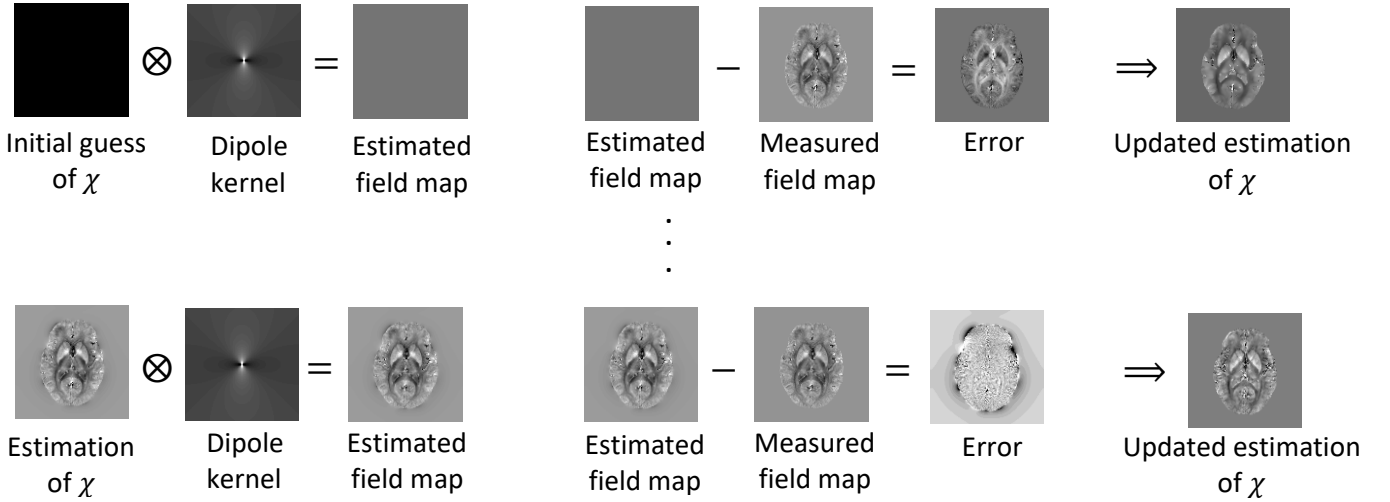 ⊗ = − = ⟹
Initial guess
of χ
Dipole
kernel
Estimated
field map
Estimated
field map
Measured
field map
Error
Updated estimation
of χ
.
.
.
⊗ = − = ⟹
Estimation
of χ
Dipole
kernel
Estimated
field map
Estimated
field map
Measured
field map
Error
Updated estimation
of χ